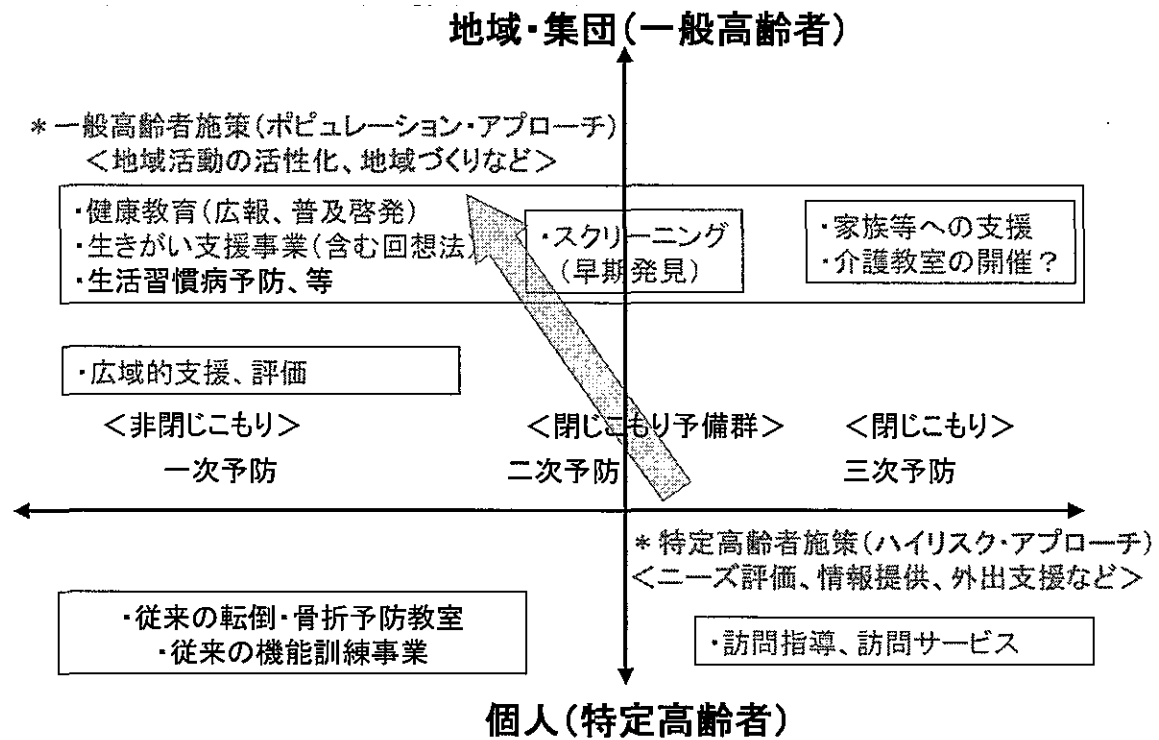 地域・集団(一般高齢者)
＊一般高齢者施策(ポピュレーション・アプローチ)
＜地域活動の活性化、地域づくりなど＞
・健康教育(広報、普及啓発)
・生きがい支援事業(含む回想法)
・生活習慣病予防、等
・スクリーニング
(早期発見)
・家族等への支援
・介護教室の開催？
・広域的支援、評価
＜非閉じこもり＞
＜閉じこもり予備群＞
＜閉じこもり＞
一次予防
二次予防
三次予防
＊特定高齢者施策(ハイリスク・アプローチ)
＜ニーズ評価、情報提供、外出支援など＞
・従来の転倒・骨折予防教室
・従来の機能訓練事業
・訪問指導、訪問サービス
個人(特定高齢者)